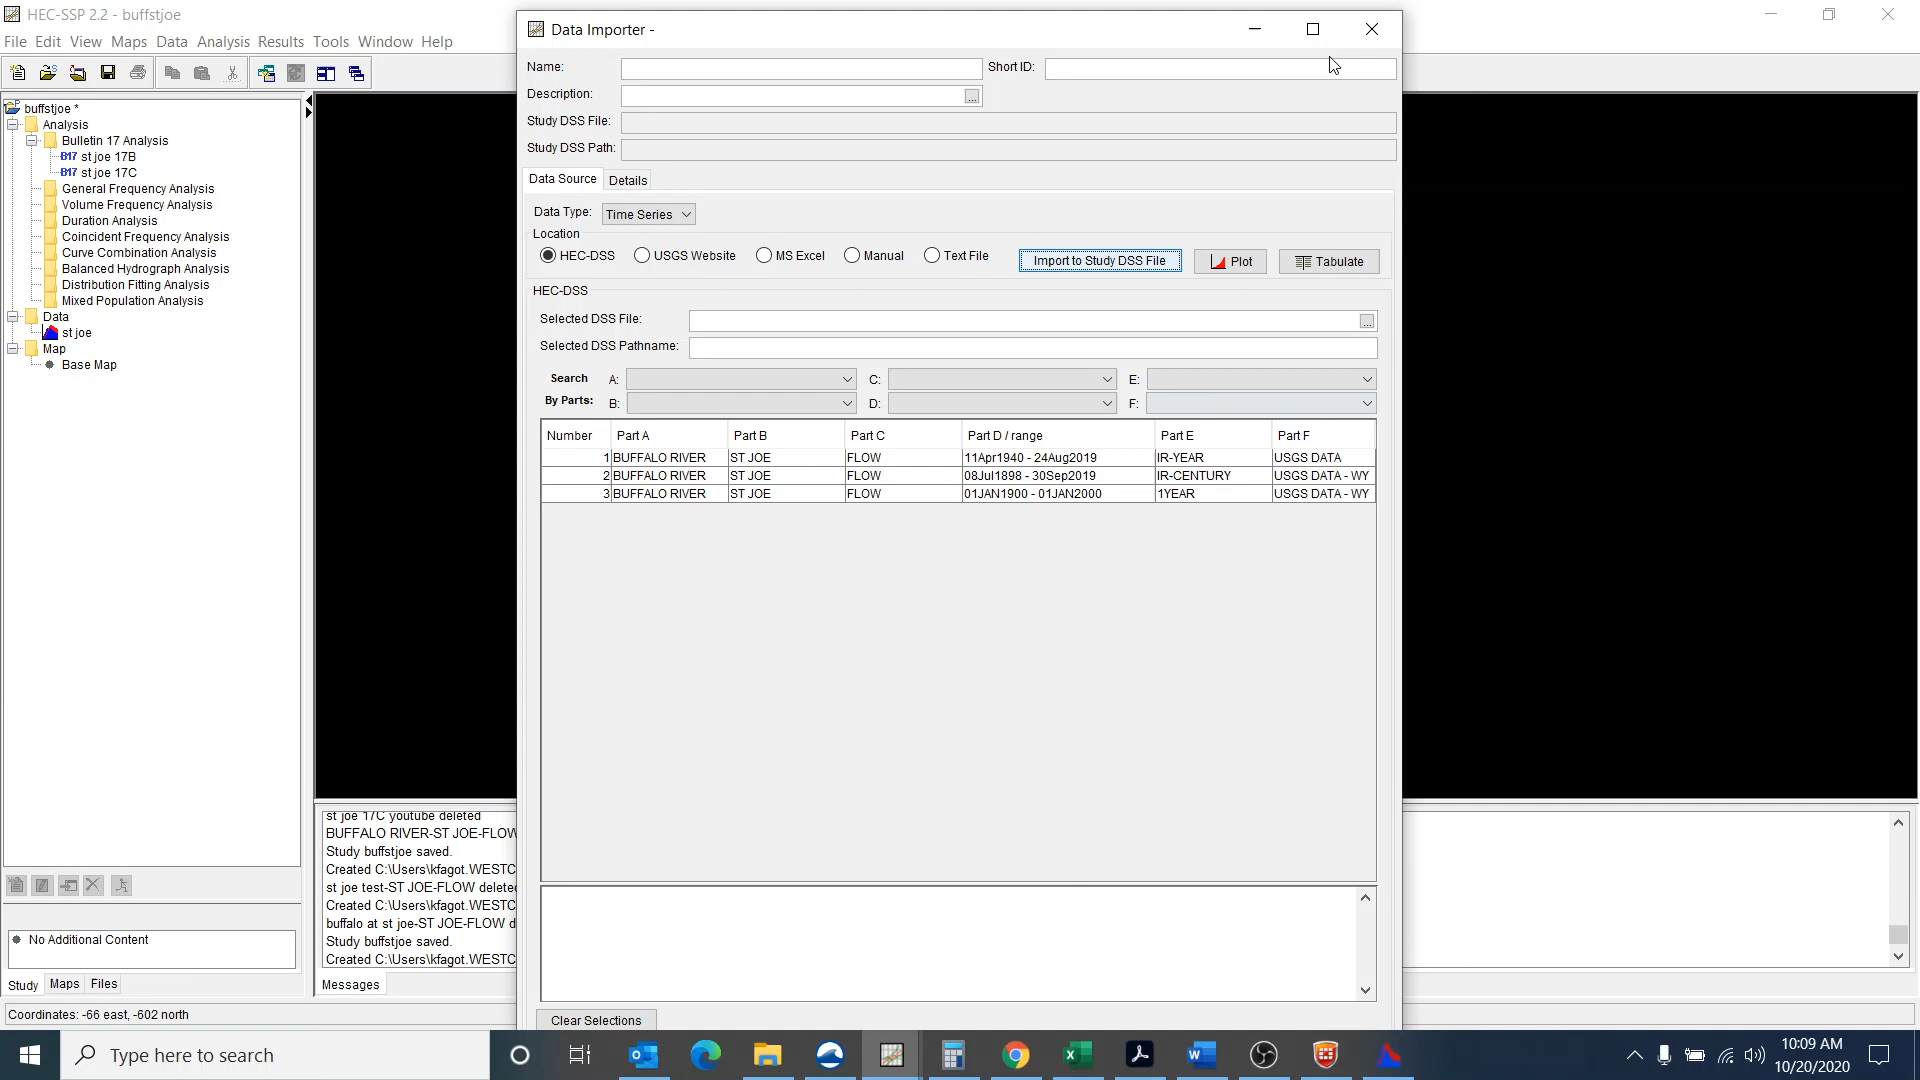 HEC-SSP 2.2 - buffstjoe
File Edit View Maps Data Analysis Results Tools Window Help
buffstjoe *
Analysis
Bulletin 17 Analysis
B17 st joe 17B
B17 st joe 17C
General Frequency Analysis
Volume Frequency Analysis
Duration Analysis
Coincident Frequency Analysis
Curve Combination Analysis
Balanced Hydrograph Analysis
Distribution Fitting Analysis
Mixed Population Analysis
Data
st joe
Map
Base Map
No Additional Content
Study Maps Files
Coordinates: -66 east, -602 north
st joe 17C youtube deleted
BUFFALO RIVER-ST JOE-FLOW
Study buffstjoe saved.
Created C:\Users\kfagot.WESTC
st joe test-ST JOE-FLOW deleted
Created C:\Users\kfagot.WESTC
buffalo at st joe-ST JOE-FLOW d
Study buffstjoe saved.
Created C:\Users\kfagot.WESTC
Messages
Data Importer -
Name: Short ID:
Description: ...
Study DSS File:
Study DSS Path:
Data Source Details
Data Type: Time Series
Location
HEC-DSS USGS Website MS Excel Manual Text File Import to Study DSS File Plot Tabulate
HEC-DSS
Selected DSS File: ...
Selected DSS Pathname:
Search A: C: E:
By Parts: B: D: F:
Number Part A Part B Part C Part D / range Part E Part F
1 BUFFALO RIVER ST JOE FLOW 11Apr1940 - 24Aug2019 IR-YEAR USGS DATA
2 BUFFALO RIVER ST JOE FLOW 08Jul1898 - 30Sep2019 IR-CENTURY USGS DATA - WY
3 BUFFALO RIVER ST JOE FLOW 01JAN1900 - 01JAN2000 1YEAR USGS DATA - WY
Clear Selections
Type here to search
10:09 AM
10/20/2020